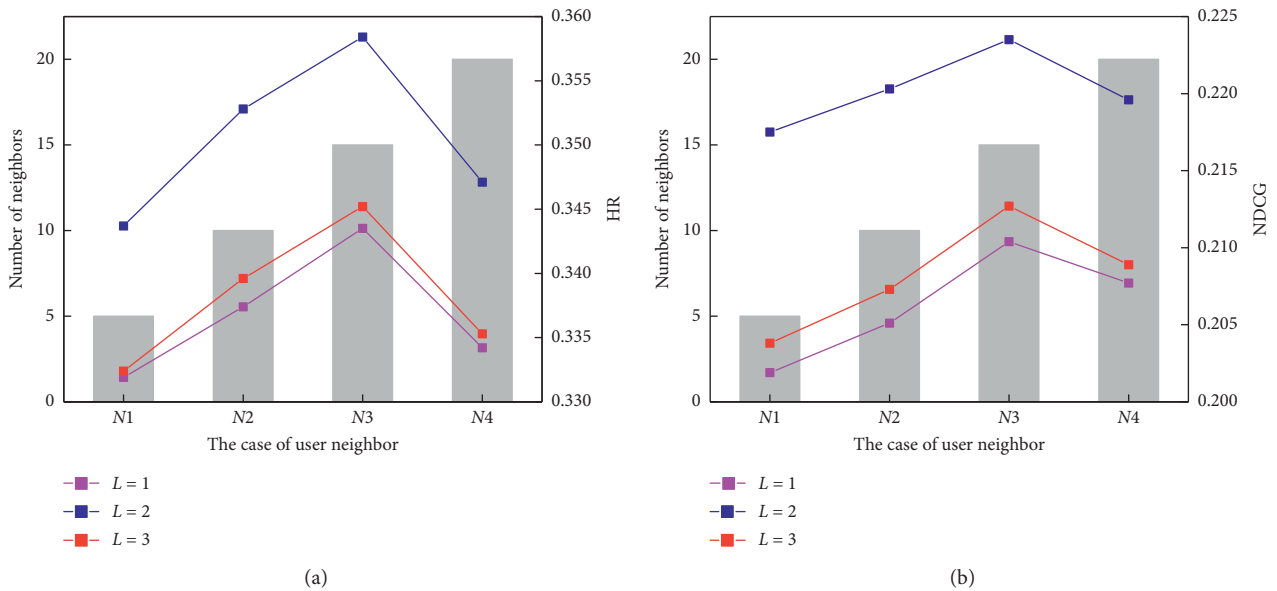 20
15
10
5
0
Number of neighbors
0.360
0.355
0.350
0.345
0.340
0.335
0.330
HR
N1 N2 N3 N4
The case of user neighbor
L = 1
L = 2
L = 3
(a)
20
15
10
5
0
Number of neighbors
0.225
0.220
0.215
0.210
0.205
0.200
NDCG
N1 N2 N3 N4
The case of user neighbor
L = 1
L = 2
L = 3
(b)